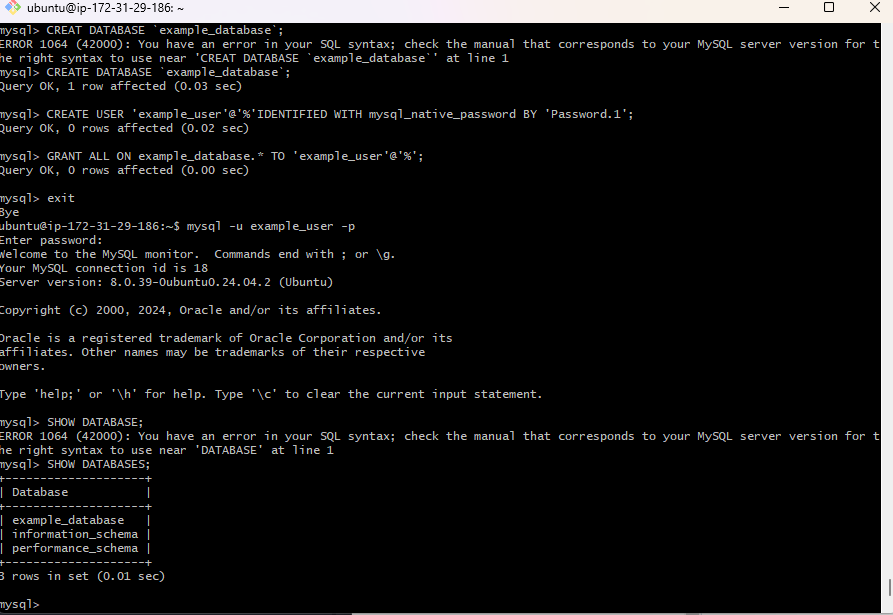 ubuntu@ip-172-31-29-186: ~
mysql> CREAT DATABASE `example_database`;
ERROR 1064 (42000): You have an error in your SQL syntax; check the manual that corresponds to your MySQL server version for t
he right syntax to use near 'CREAT DATABASE `example_database`' at line 1
mysql> CREATE DATABASE `example_database`;
Query OK, 1 row affected (0.03 sec)
mysql> CREATE USER 'example_user'@'%'IDENTIFIED WITH mysql_native_password BY 'Password.1';
Query OK, 0 rows affected (0.02 sec)
mysql> GRANT ALL ON example_database.* TO 'example_user'@'%';
Query OK, 0 rows affected (0.00 sec)
mysql> exit
Bye
ubuntu@ip-172-31-29-186:~$ mysql -u example_user -p
Enter password:
Welcome to the MySQL monitor.  Commands end with ; or \g.
Your MySQL connection id is 18
Server version: 8.0.39-0ubuntu0.24.04.2 (Ubuntu)
Copyright (c) 2000, 2024, Oracle and/or its affiliates.
Oracle is a registered trademark of Oracle Corporation and/or its
affiliates. Other names may be trademarks of their respective
owners.
Type 'help;' or '\h' for help. Type '\c' to clear the current input statement.
mysql> SHOW DATABASE;
ERROR 1064 (42000): You have an error in your SQL syntax; check the manual that corresponds to your MySQL server version for t
he right syntax to use near 'DATABASE' at line 1
mysql> SHOW DATABASES;
+--------------------+
| Database           |
+--------------------+
| example_database   |
| information_schema |
| performance_schema |
+--------------------+
3 rows in set (0.01 sec)
mysql>